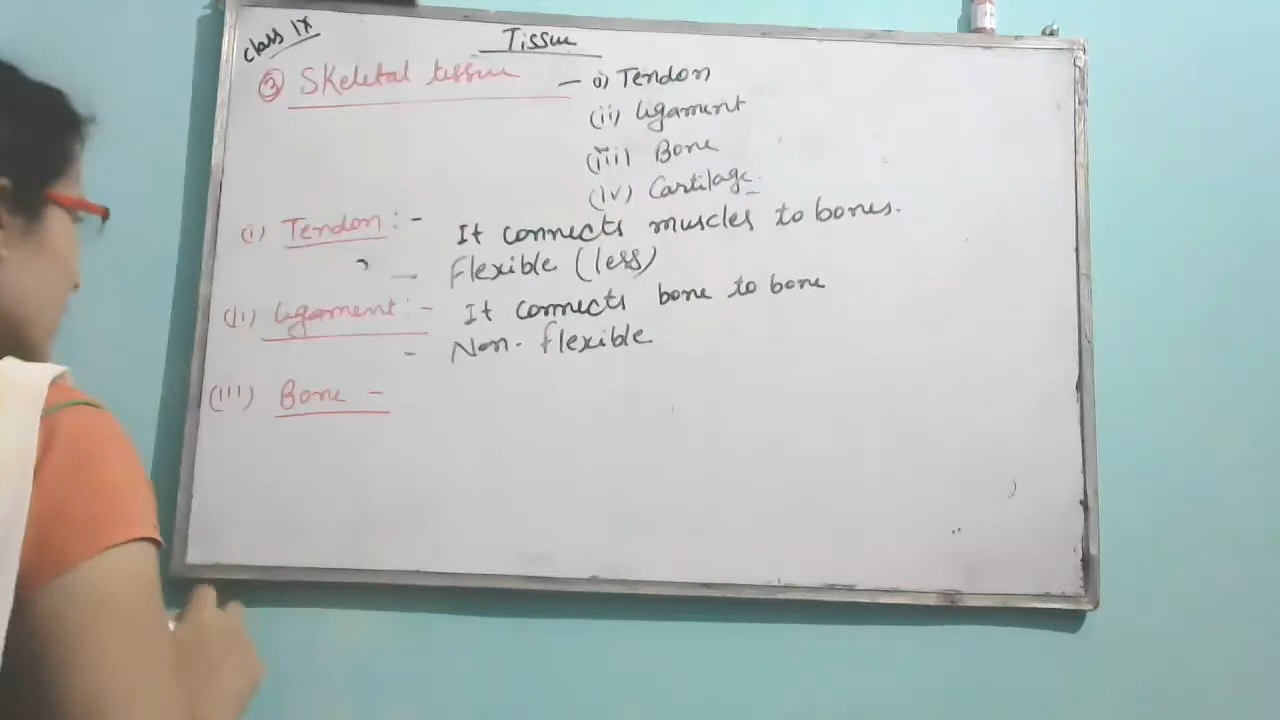 class IX
Tissue
③ Skeletal tissue - (i) Tendon
(ii) ligament
(iii) Bone
(iv) Cartilage
(i) Tendon :- It connects muscles to bones.
- Flexible (less)
(ii) ligament :- It connects bone to bone
- Non-flexible
(iii) Bone -